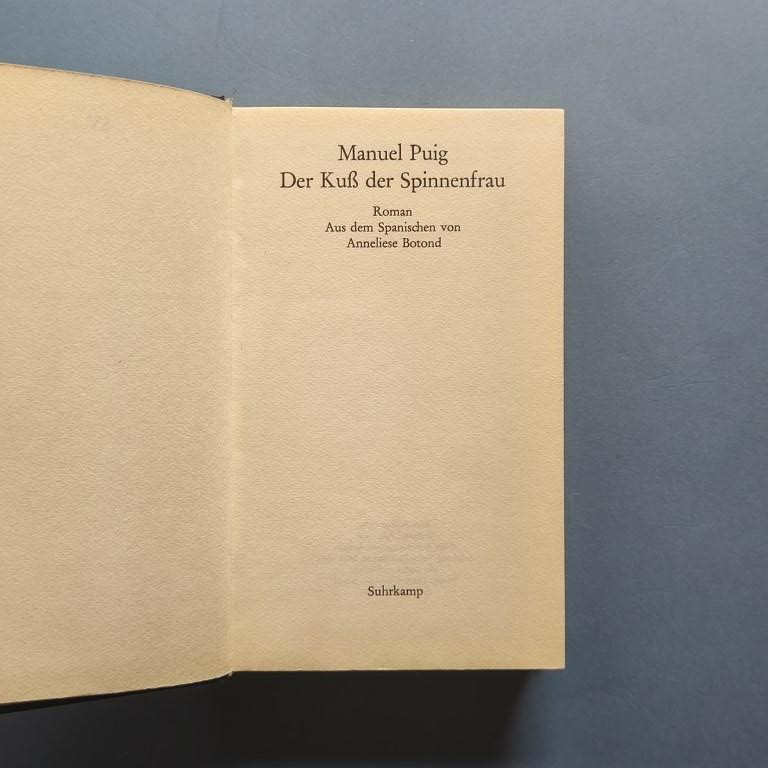 Manuel Puig
Der Kuß der Spinnenfrau
Roman
Aus dem Spanischen von
Anneliese Botond
Suhrkamp